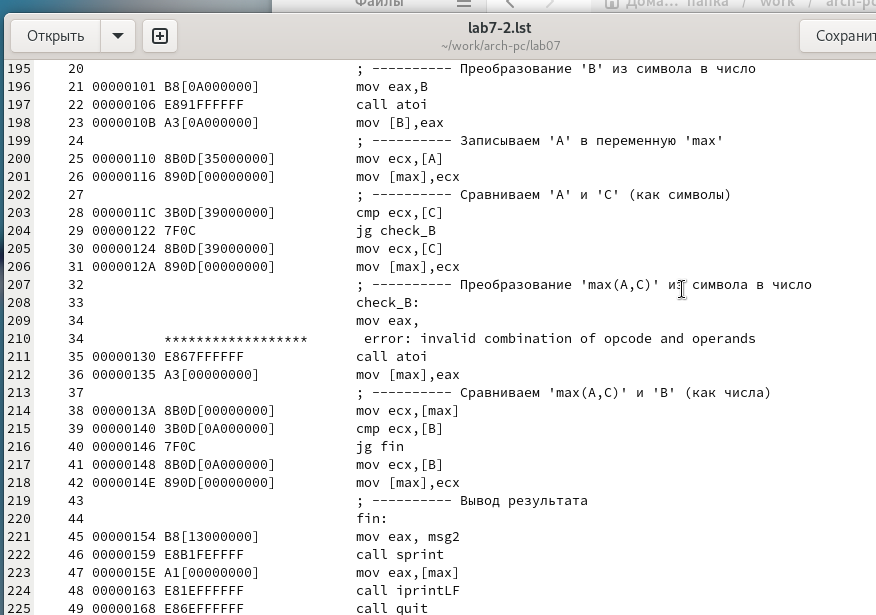 Файлы
Дома... папка / work / arch-pc
Открыть
lab7-2.lst
~/work/arch-pc/lab07
Сохранит
195 20 ; ---------- Преобразование 'B' из символа в число
196 21 00000101 B8[0A000000] mov eax,B
197 22 00000106 E891FFFFFF call atoi
198 23 0000010B A3[0A000000] mov [B],eax
199 24 ; ---------- Записываем 'A' в переменную 'max'
200 25 00000110 8B0D[35000000] mov ecx,[A]
201 26 00000116 890D[00000000] mov [max],ecx
202 27 ; ---------- Сравниваем 'A' и 'C' (как символы)
203 28 0000011C 3B0D[39000000] cmp ecx,[C]
204 29 00000122 7F0C jg check_B
205 30 00000124 8B0D[39000000] mov ecx,[C]
206 31 0000012A 890D[00000000] mov [max],ecx
207 32 ; ---------- Преобразование 'max(A,C)' из символа в число
208 33 check_B:
209 34 mov eax,
210 34 ****************** error: invalid combination of opcode and operands
211 35 00000130 E867FFFFFF call atoi
212 36 00000135 A3[00000000] mov [max],eax
213 37 ; ---------- Сравниваем 'max(A,C)' и 'B' (как числа)
214 38 0000013A 8B0D[00000000] mov ecx,[max]
215 39 00000140 3B0D[0A000000] cmp ecx,[B]
216 40 00000146 7F0C jg fin
217 41 00000148 8B0D[0A000000] mov ecx,[B]
218 42 0000014E 890D[00000000] mov [max],ecx
219 43 ; ---------- Вывод результата
220 44 fin:
221 45 00000154 B8[13000000] mov eax, msg2
222 46 00000159 E8B1FEFFFF call sprint
223 47 0000015E A1[00000000] mov eax,[max]
224 48 00000163 E81EFFFFFF call iprintLF
225 49 00000168 E86EFFFFFF call quit